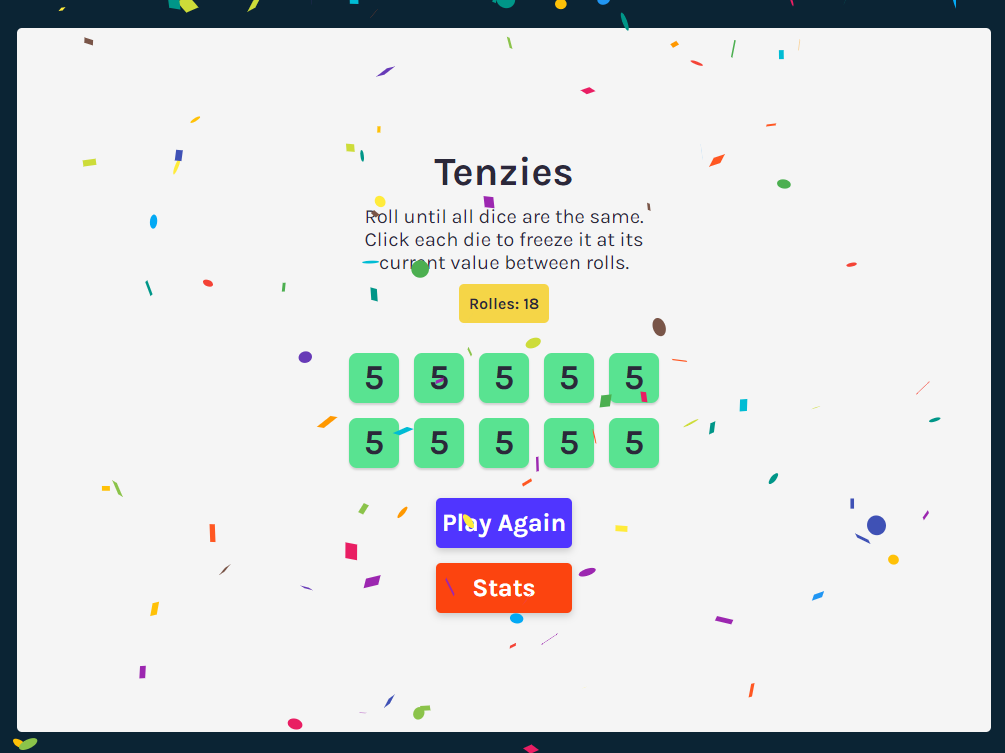 Tenzies
Roll until all dice are the same.
Click each die to freeze it at its
current value between rolls.
Rolles: 18
5 5 5 5 5
5 5 5 5 5
Play Again
Stats